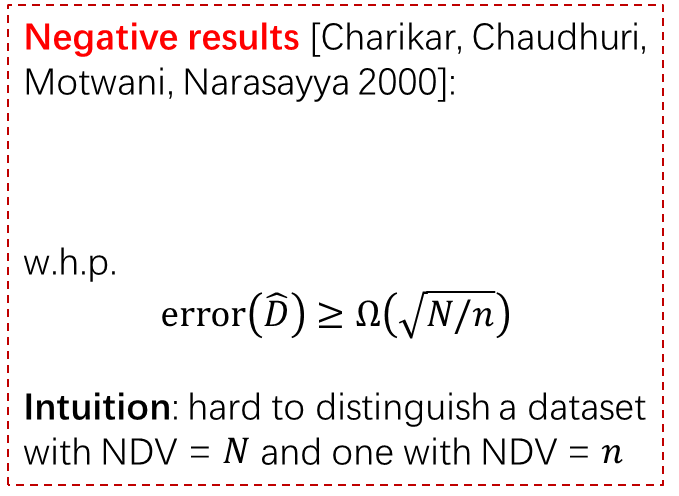 Negative results [Charikar, Chaudhuri,
Motwani, Narasayya 2000]:
w.h.p.
error(D̂) ≥ Ω(√N/n)
Intuition: hard to distinguish a dataset
with NDV = N and one with NDV = n